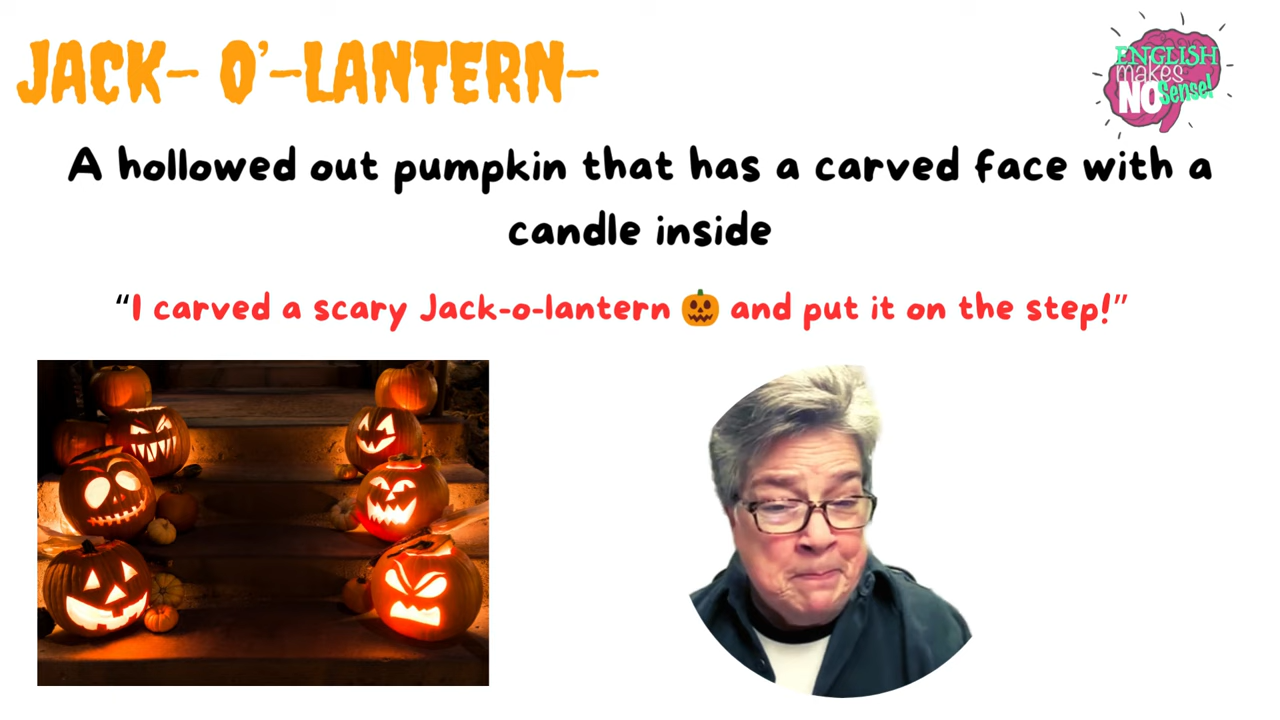 JACK- O'-LANTERN-
ENGLISH
makes
NO Sense!
A hollowed out pumpkin that has a carved face with a
candle inside
“I carved a scary Jack-o-lantern 🎃 and put it on the step!”